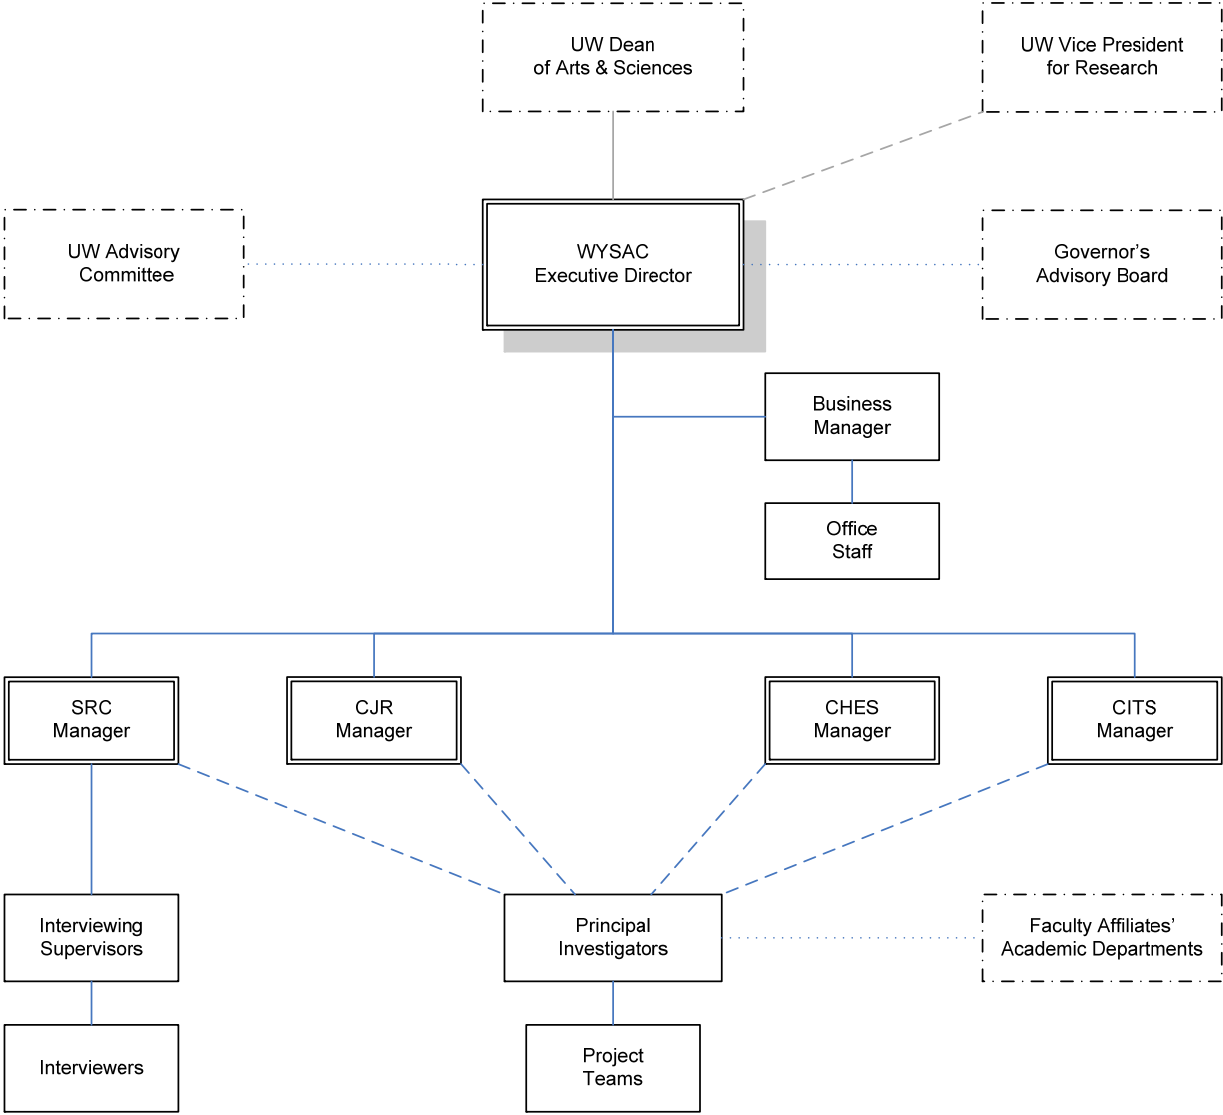 UW Dean
of Arts & Sciences
UW Vice President
for Research
UW Advisory
Committee
WYSAC
Executive Director
Governor's
Advisory Board
Business
Manager
Office
Staff
SRC
Manager
CJR
Manager
CHES
Manager
CITS
Manager
Interviewing
Supervisors
Principal
Investigators
Faculty Affiliates'
Academic Departments
Interviewers
Project
Teams